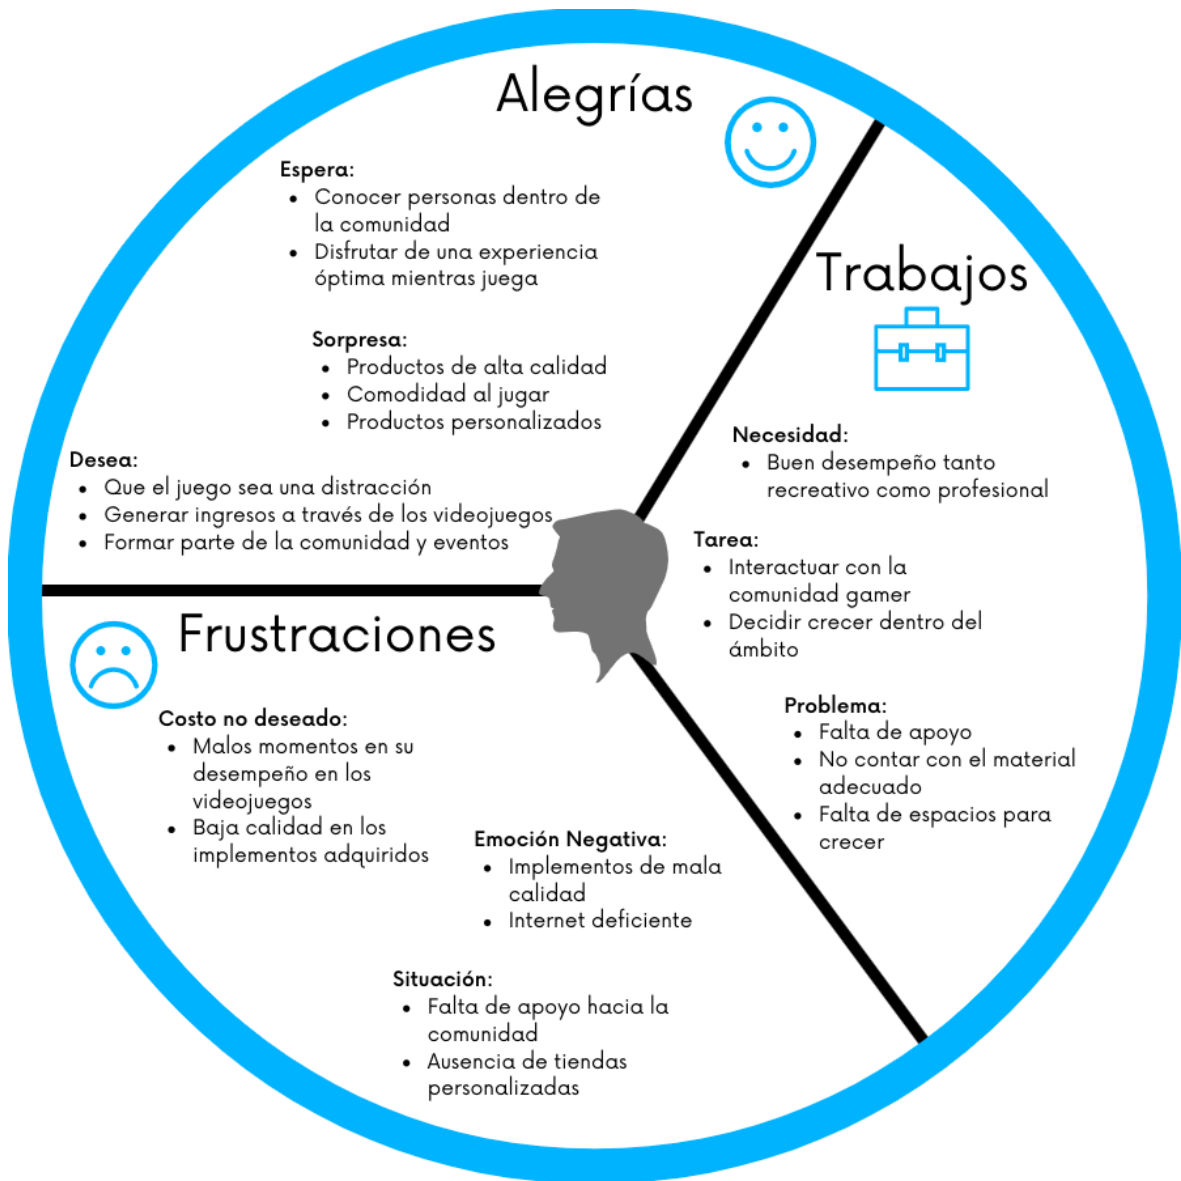 Alegrías
Espera:
• Conocer personas dentro de
la comunidad
• Disfrutar de una experiencia
óptima mientras juega
Sorpresa:
• Productos de alta calidad
• Comodidad al jugar
• Productos personalizados
Desea:
• Que el juego sea una distracción
• Generar ingresos a través de los videojuegos
• Formar parte de la comunidad y eventos
Trabajos
Necesidad:
• Buen desempeño tanto
recreativo como profesional
Tarea:
• Interactuar con la
comunidad gamer
• Decidir crecer dentro del
ámbito
Problema:
• Falta de apoyo
• No contar con el material
adecuado
• Falta de espacios para
crecer
Frustraciones
Costo no deseado:
• Malos momentos en su
desempeño en los
videojuegos
• Baja calidad en los
implementos adquiridos
Emoción Negativa:
• Implementos de mala
calidad
• Internet deficiente
Situación:
• Falta de apoyo hacia la
comunidad
• Ausencia de tiendas
personalizadas